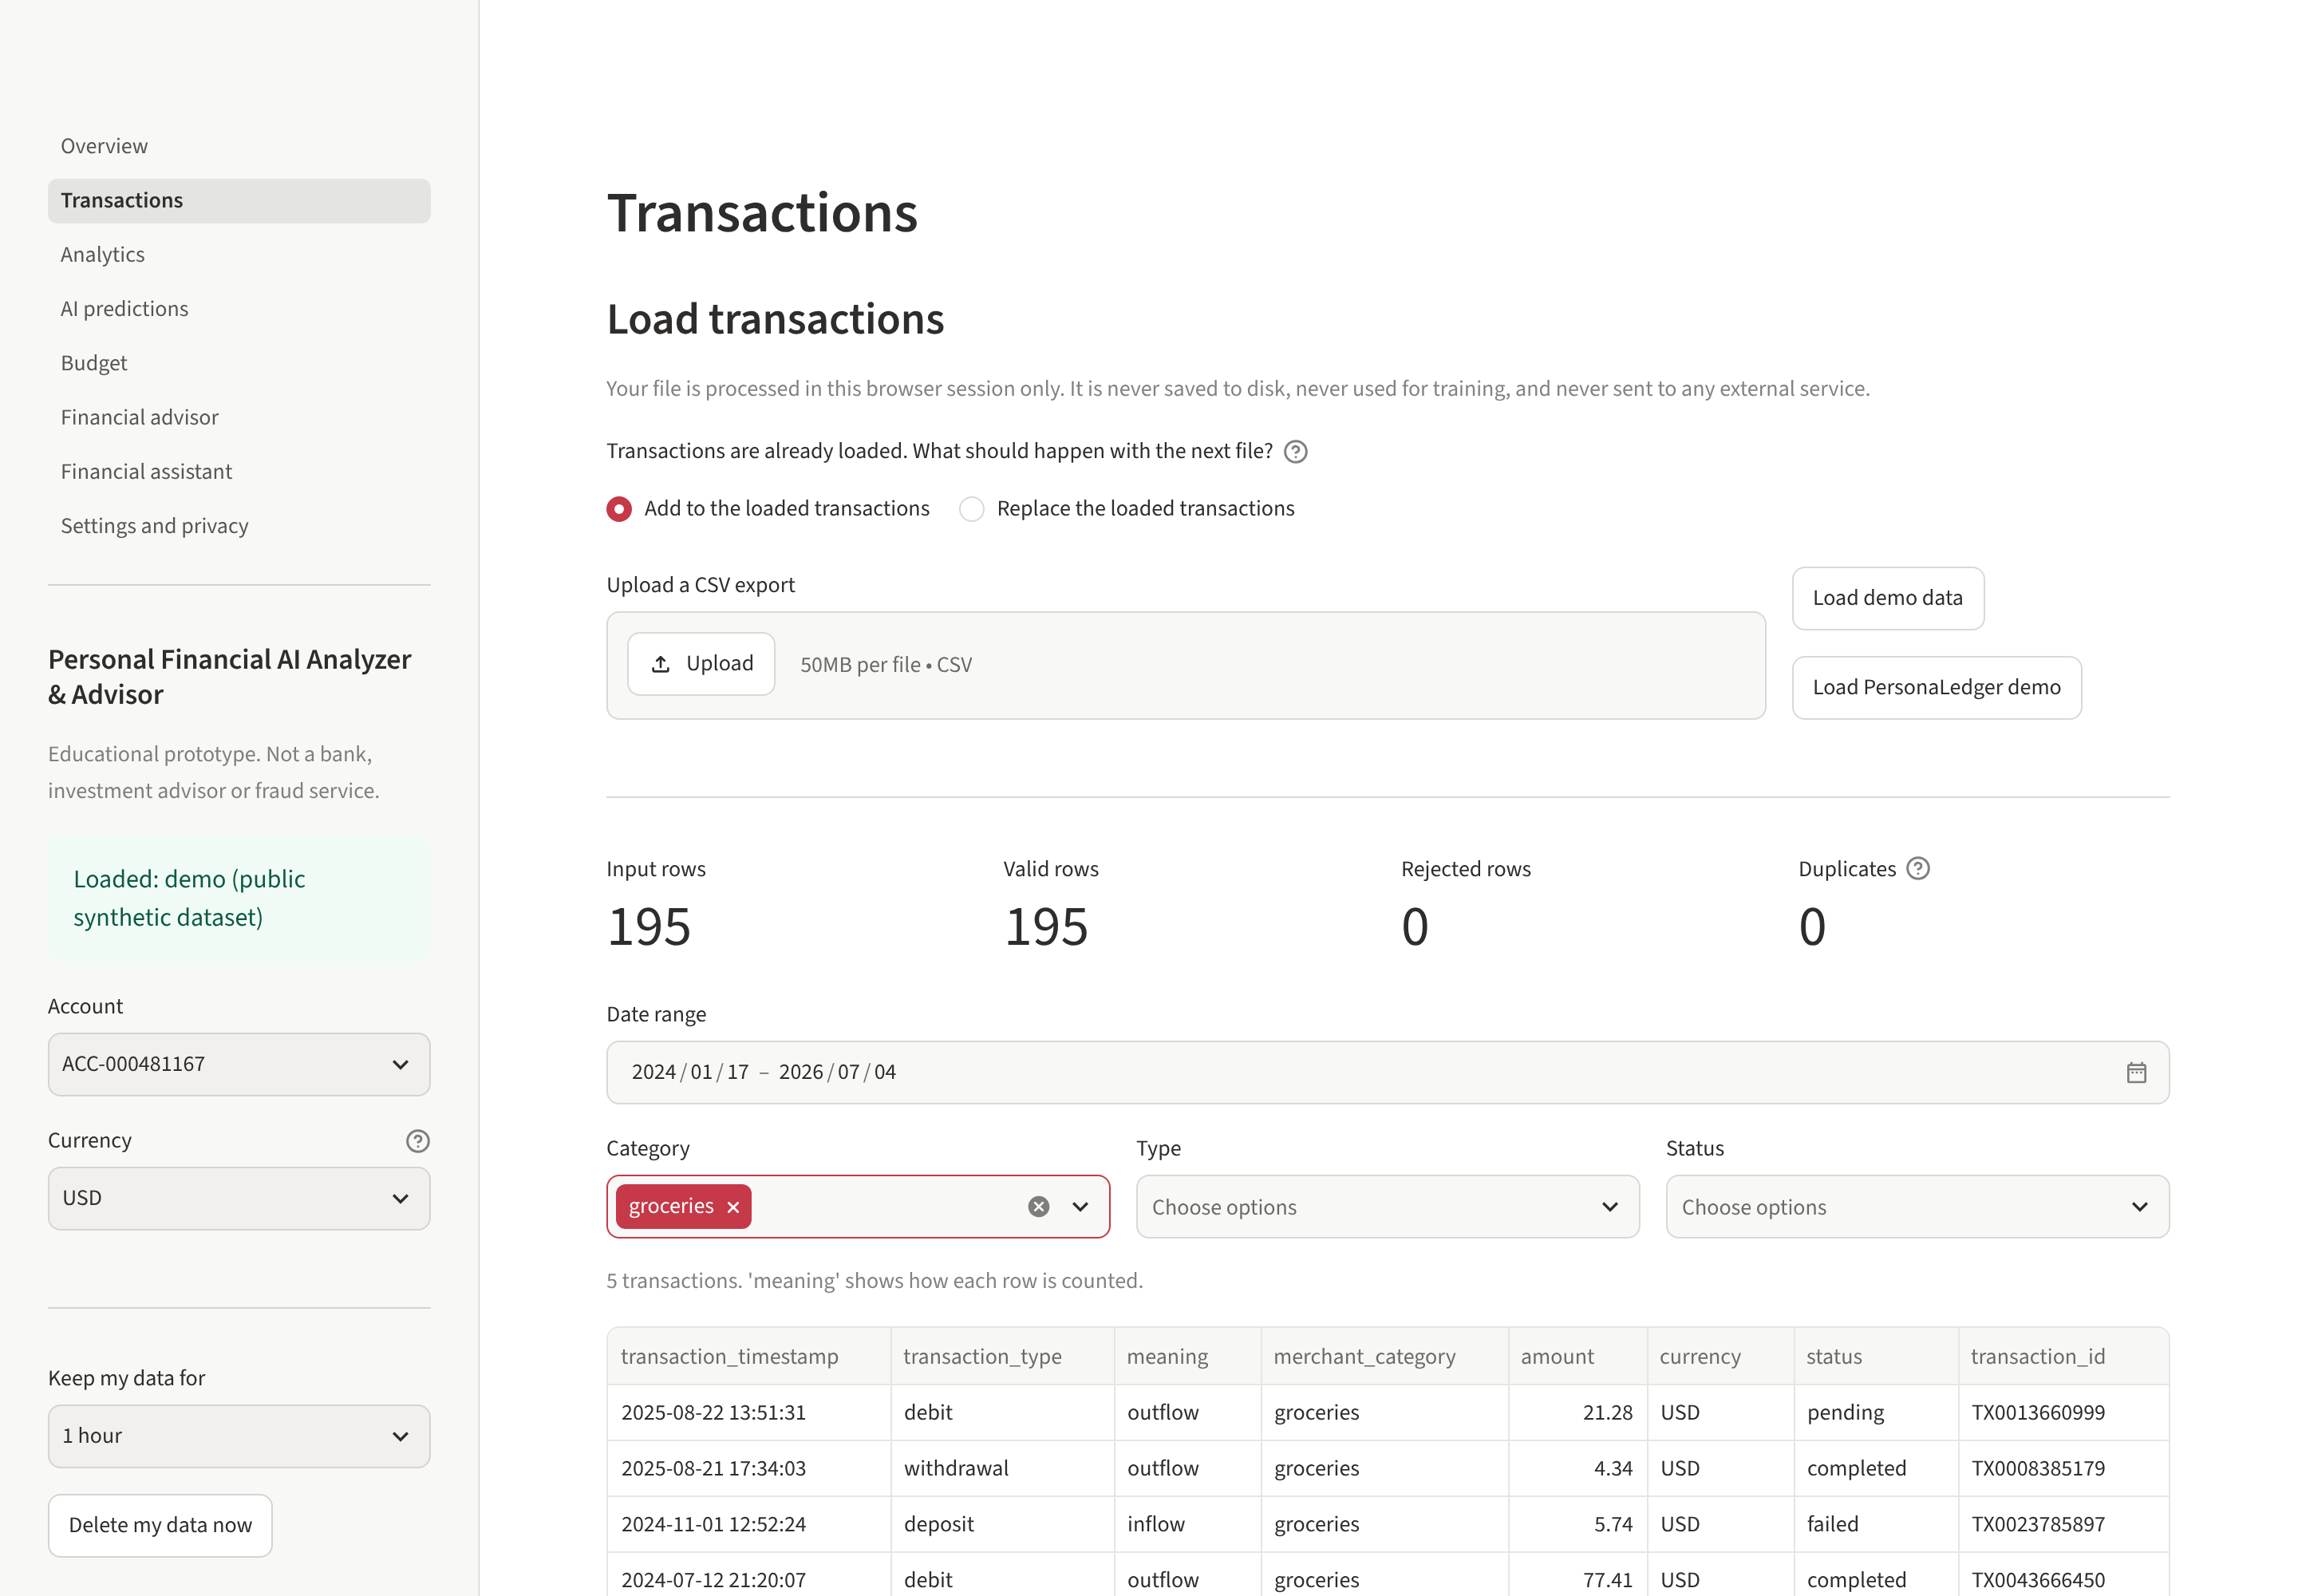 Overview
Transactions
Analytics
AI predictions
Budget
Financial advisor
Financial assistant
Settings and privacy
Personal Financial AI Analyzer
& Advisor
Educational prototype. Not a bank,
investment advisor or fraud service.
Loaded: demo (public
synthetic dataset)
Account
ACC-000481167
Currency
USD
Keep my data for
1 hour
Delete my data now
Transactions
Load transactions
Your file is processed in this browser session only. It is never saved to disk, never used for training, and never sent to any external service.
Transactions are already loaded. What should happen with the next file?
Add to the loaded transactions Replace the loaded transactions
Upload a CSV export
Upload 50MB per file • CSV
Load demo data
Load PersonaLedger demo
Input rows Valid rows Rejected rows Duplicates
195 195 0 0
Date range
2024/01/17 – 2026/07/04
Category Type Status
groceries Choose options Choose options
5 transactions. 'meaning' shows how each row is counted.
transaction_timestamp transaction_type meaning merchant_category amount currency status transaction_id
2025-08-22 13:51:31 debit outflow groceries 21.28 USD pending TX0013660999
2025-08-21 17:34:03 withdrawal outflow groceries 4.34 USD completed TX0008385179
2024-11-01 12:52:24 deposit inflow groceries 5.74 USD failed TX0023785897
2024-07-12 21:20:07 debit outflow groceries 77.41 USD completed TX0043666450